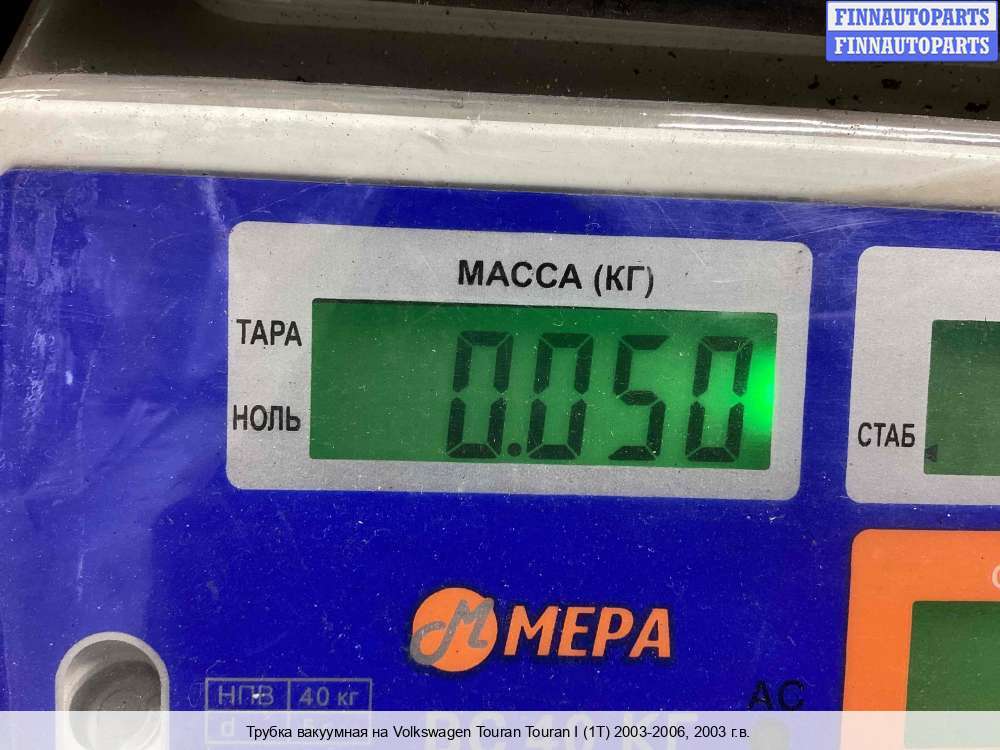 FINNAUTOPARTS
FINNAUTOPARTS
МАССА (КГ)
ТАРА
0.050
НОЛЬ
СТАБ
МЕРА
НПВ 40 кг
АС
d
Трубка вакуумная на Volkswagen Touran Touran I (1T) 2003-2006, 2003 г.в.